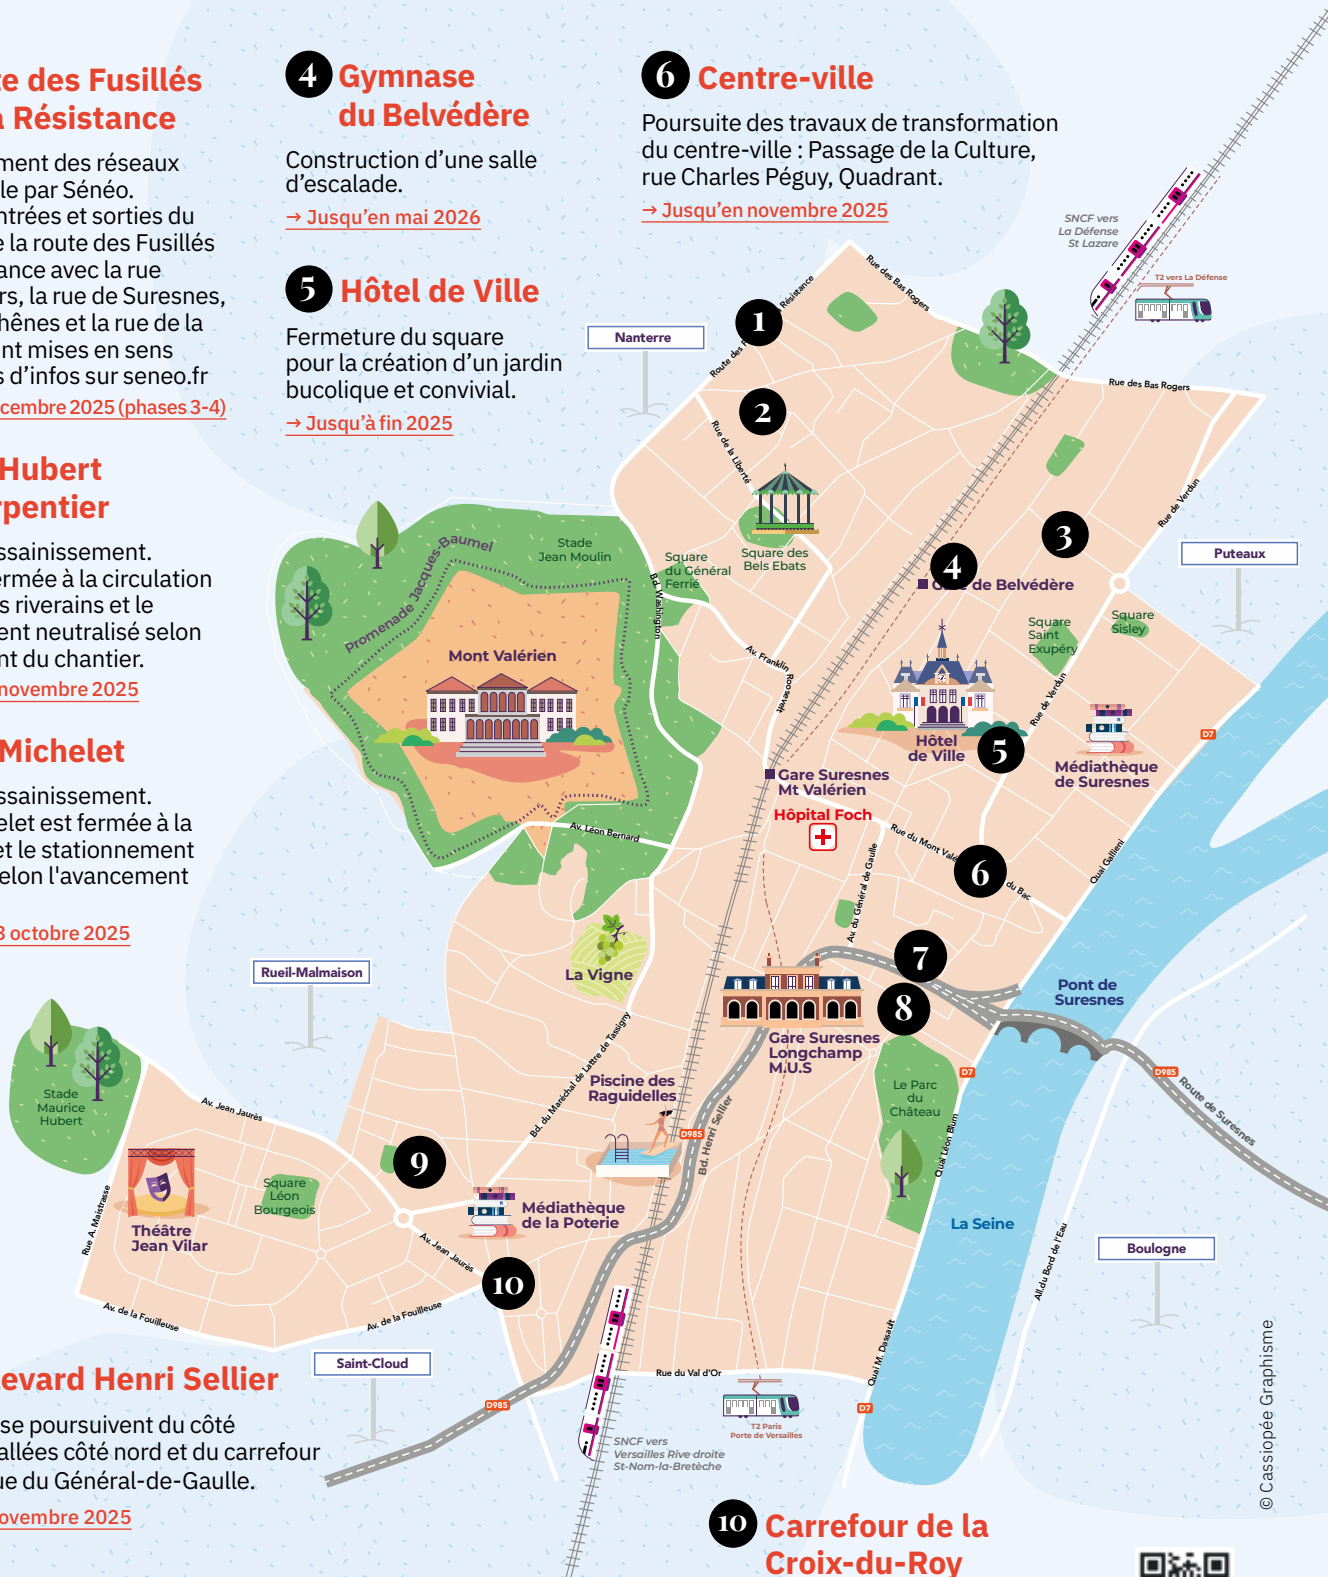 te des Fusillés
a Résistance
ment des réseaux
le par Sénéo.
ntrées et sorties du
e la route des Fusillés
ance avec la rue
rs, la rue de Suresnes,
hênes et la rue de la
nt mises en sens
s d’infos sur seneo.fr
cembre 2025 (phases 3-4)
Hubert
rpentier
ssainissement.
ermée à la circulation
s riverains et le
ent neutralisé selon
nt du chantier.
novembre 2025
Michelet
ssainissement.
elet est fermée à la
et le stationnement
elon l'avancement
3 octobre 2025
4 Gymnase
du Belvédère
Construction d’une salle
d’escalade.
→ Jusqu’en mai 2026
5 Hôtel de Ville
Fermeture du square
pour la création d’un jardin
bucolique et convivial.
→ Jusqu’à fin 2025
6 Centre-ville
Poursuite des travaux de transformation
du centre-ville : Passage de la Culture,
rue Charles Péguy, Quadrant.
→ Jusqu’en novembre 2025
SNCF vers
La Défense
St Lazare
T2 vers La Défense
Rue des Bas Rogers
Route des
Résistance
1
Nanterre
Rue des Bas Rogers
2
Rue de la Liberté
Rue de Verdun
3
Stade
Jean Moulin
Promenade Jacques-Baumel
Square
du Général
Ferrié
Square des
Bels Ebats
4
de Belvédère
Puteaux
Bd. Washington
Square
Saint
Exupéry
Square
Sisley
Mont Valérien
Av. Franklin
Roosevelt
Rue de Verdun
Hôtel
de Ville
5
D7
Médiathèque
de Suresnes
Gare Suresnes
Mt Valérien
Hôpital Foch
Av. Léon Bernard
Rue du Mont
du Bac
6
Quai Gallieni
Av. du Général de Gaulle
La Vigne
7
8
Rueil-Malmaison
Pont de
Suresnes
Gare Suresnes
Longchamp
M.U.S
Bd. du Maréchal de Lattre de Tassigny
Piscine des
Raguidelles
D7
D985
Route de Suresnes
Le Parc
du
Château
Quai Léon Blum
Stade
Maurice
Hubert
Av. Jean Jaurès
D985
Bd. Henri Sellier
9
Square
Léon
Bourgeois
Rue A. Maistrasse
Théâtre
Jean Vilar
Médiathèque
de la Poterie
La Seine
Av. Jean Jaurès
All.du Bord de l'Eau
Boulogne
10
Av. de la Fouilleuse
Av. de la Fouilleuse
Saint-Cloud
Rue du Val d’Or
Quai M. Dassault
D985
D7
T2 Paris
Porte de Versailles
SNCF vers
Versailles Rive droite
St-Nom-la-Bretèche
levard Henri Sellier
se poursuivent du côté
allées côté nord et du carrefour
ue du Général-de-Gaulle.
ovembre 2025
10 Carrefour de la
Croix-du-Roy
© Cassiopée Graphisme